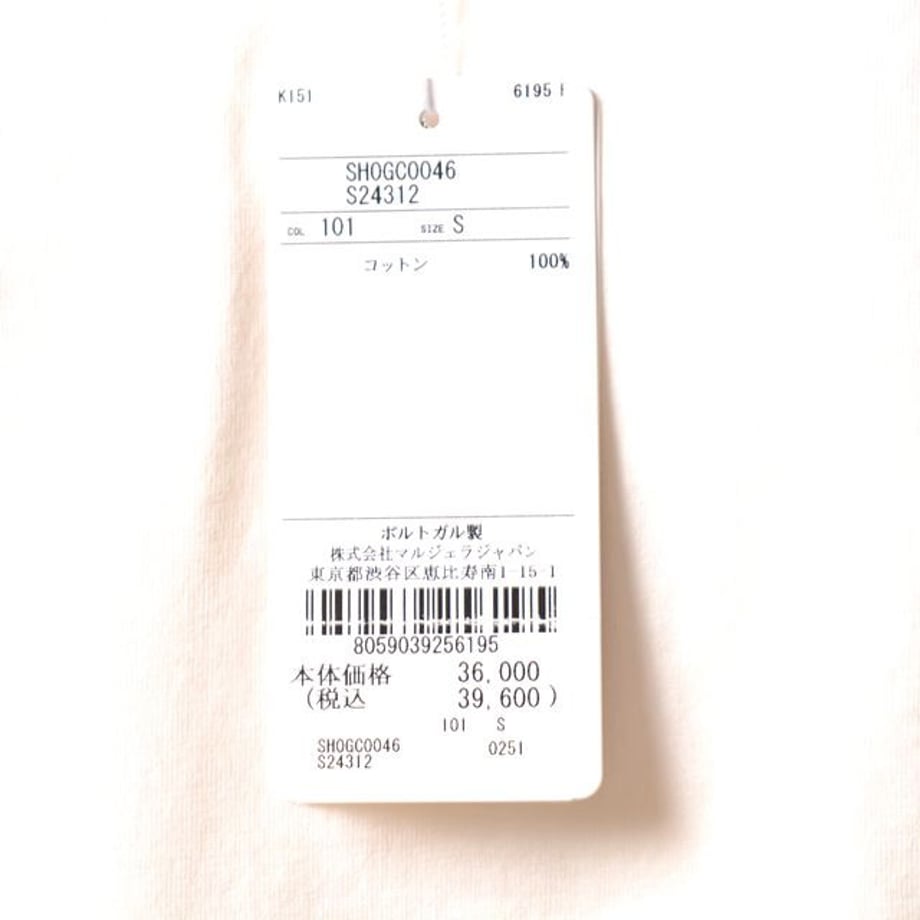 K151 6195 F
SH0GC0046
S24312
COL 101 SIZE S
コットン 100%
ポルトガル製
株式会社マルジェラジャパン
東京都渋谷区恵比寿南1-15-1
8059039256195
本体価格 36,000
(税込 39,600)
101 S
SH0GC0046 0251
S24312